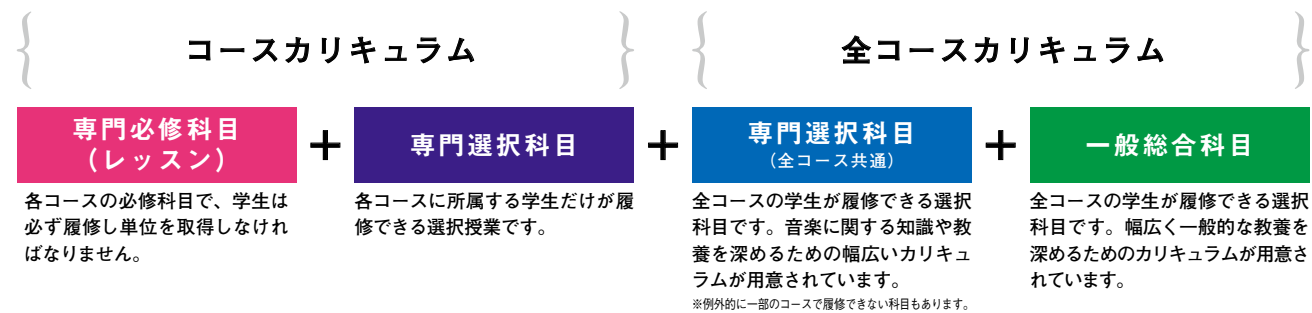 コースカリキュラム
全コースカリキュラム
専門必修科目
（レッスン）
+
専門選択科目
+
専門選択科目
（全コース共通）
+
一般総合科目
各コースの必修科目で、学生は
必ず履修し単位を取得しなけれ
ばなりません。
各コースに所属する学生だけが履
修できる選択授業です。
全コースの学生が履修できる選択
科目です。音楽に関する知識や教
養を深めるための幅広いカリキュ
ラムが用意されています。
※例外的に一部のコースで履修できない科目もあります。
全コースの学生が履修できる選択
科目です。幅広く一般的な教養を
深めるためのカリキュラムが用意さ
れています。